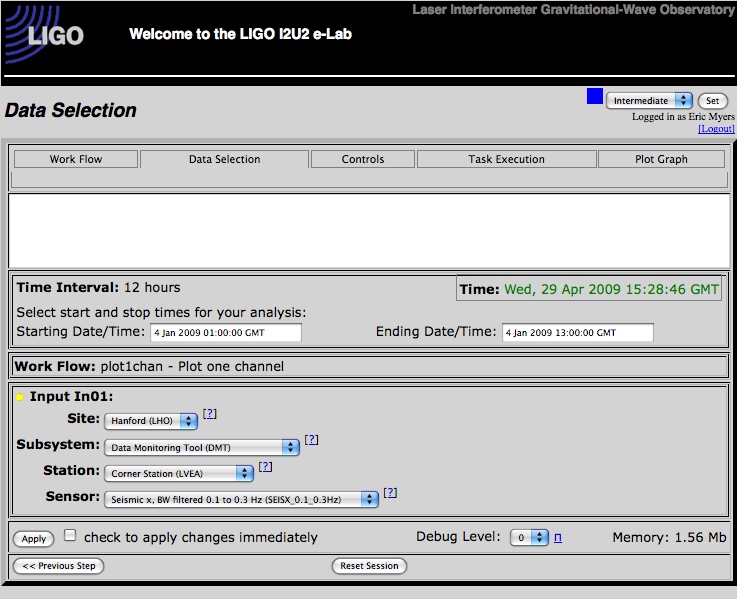 Laser Interferometer Gravitational-Wave Observatory
LIGO
Welcome to the LIGO I2U2 e-Lab
Data Selection
Intermediate Set
Logged in as Eric Myers
[Logout]
Work Flow Data Selection Controls Task Execution Plot Graph
Time Interval: 12 hours
Time: Wed, 29 Apr 2009 15:28:46 GMT
Select start and stop times for your analysis:
Starting Date/Time: 4 Jan 2009 01:00:00 GMT Ending Date/Time: 4 Jan 2009 13:00:00 GMT
Work Flow: plot1chan - Plot one channel
Input In01:
Site: Hanford (LHO) [?]
Subsystem: Data Monitoring Tool (DMT) [?]
Station: Corner Station (LVEA) [?]
Sensor: Seismic x, BW filtered 0.1 to 0.3 Hz (SEISX_0.1_0.3Hz) [?]
Apply check to apply changes immediately Debug Level: 0 Π Memory: 1.56 Mb
<< Previous Step Reset Session